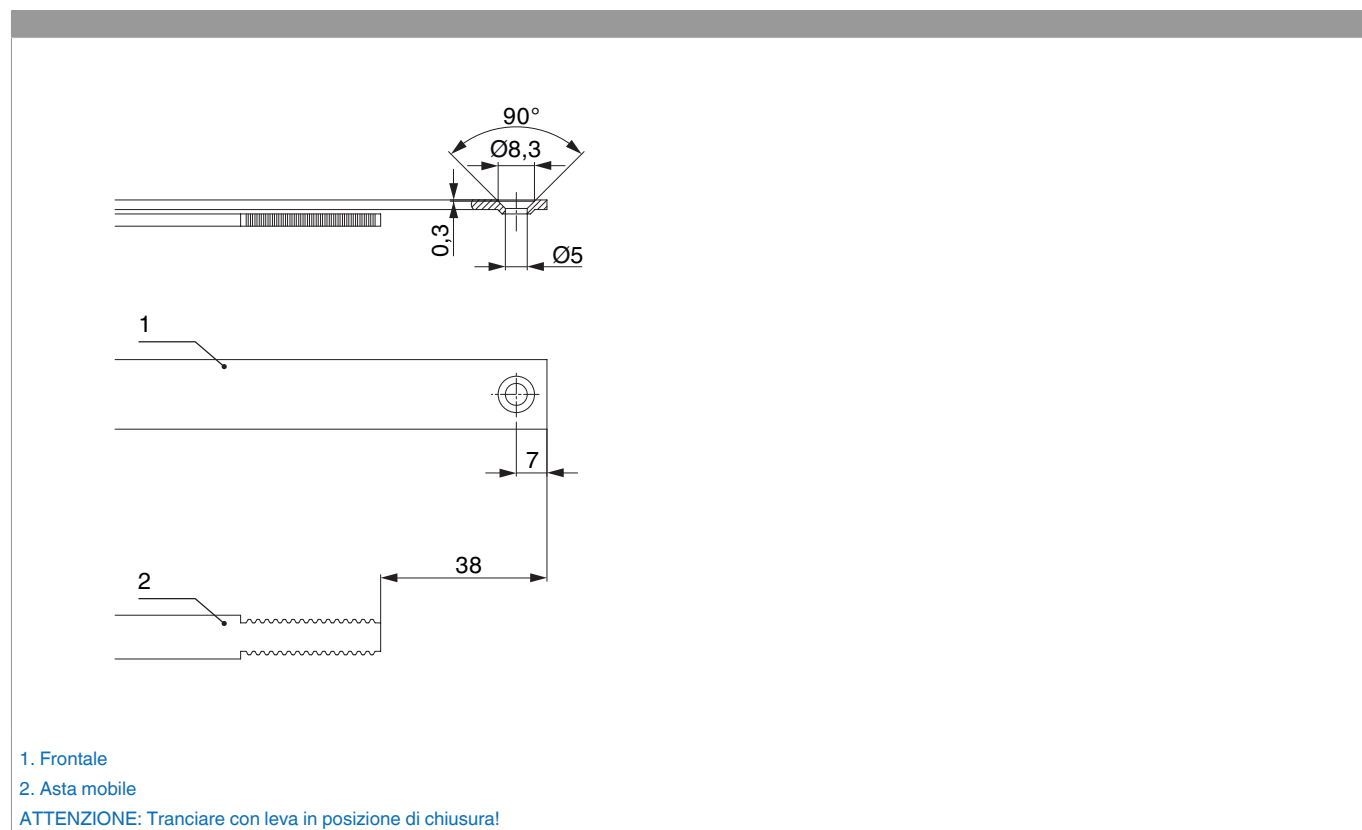 90°
Ø8,3
0,3
Ø5
1
7
38
2
1. Frontale
2. Asta mobile
ATTENZIONE: Tranciare con leva in posizione di chiusura!